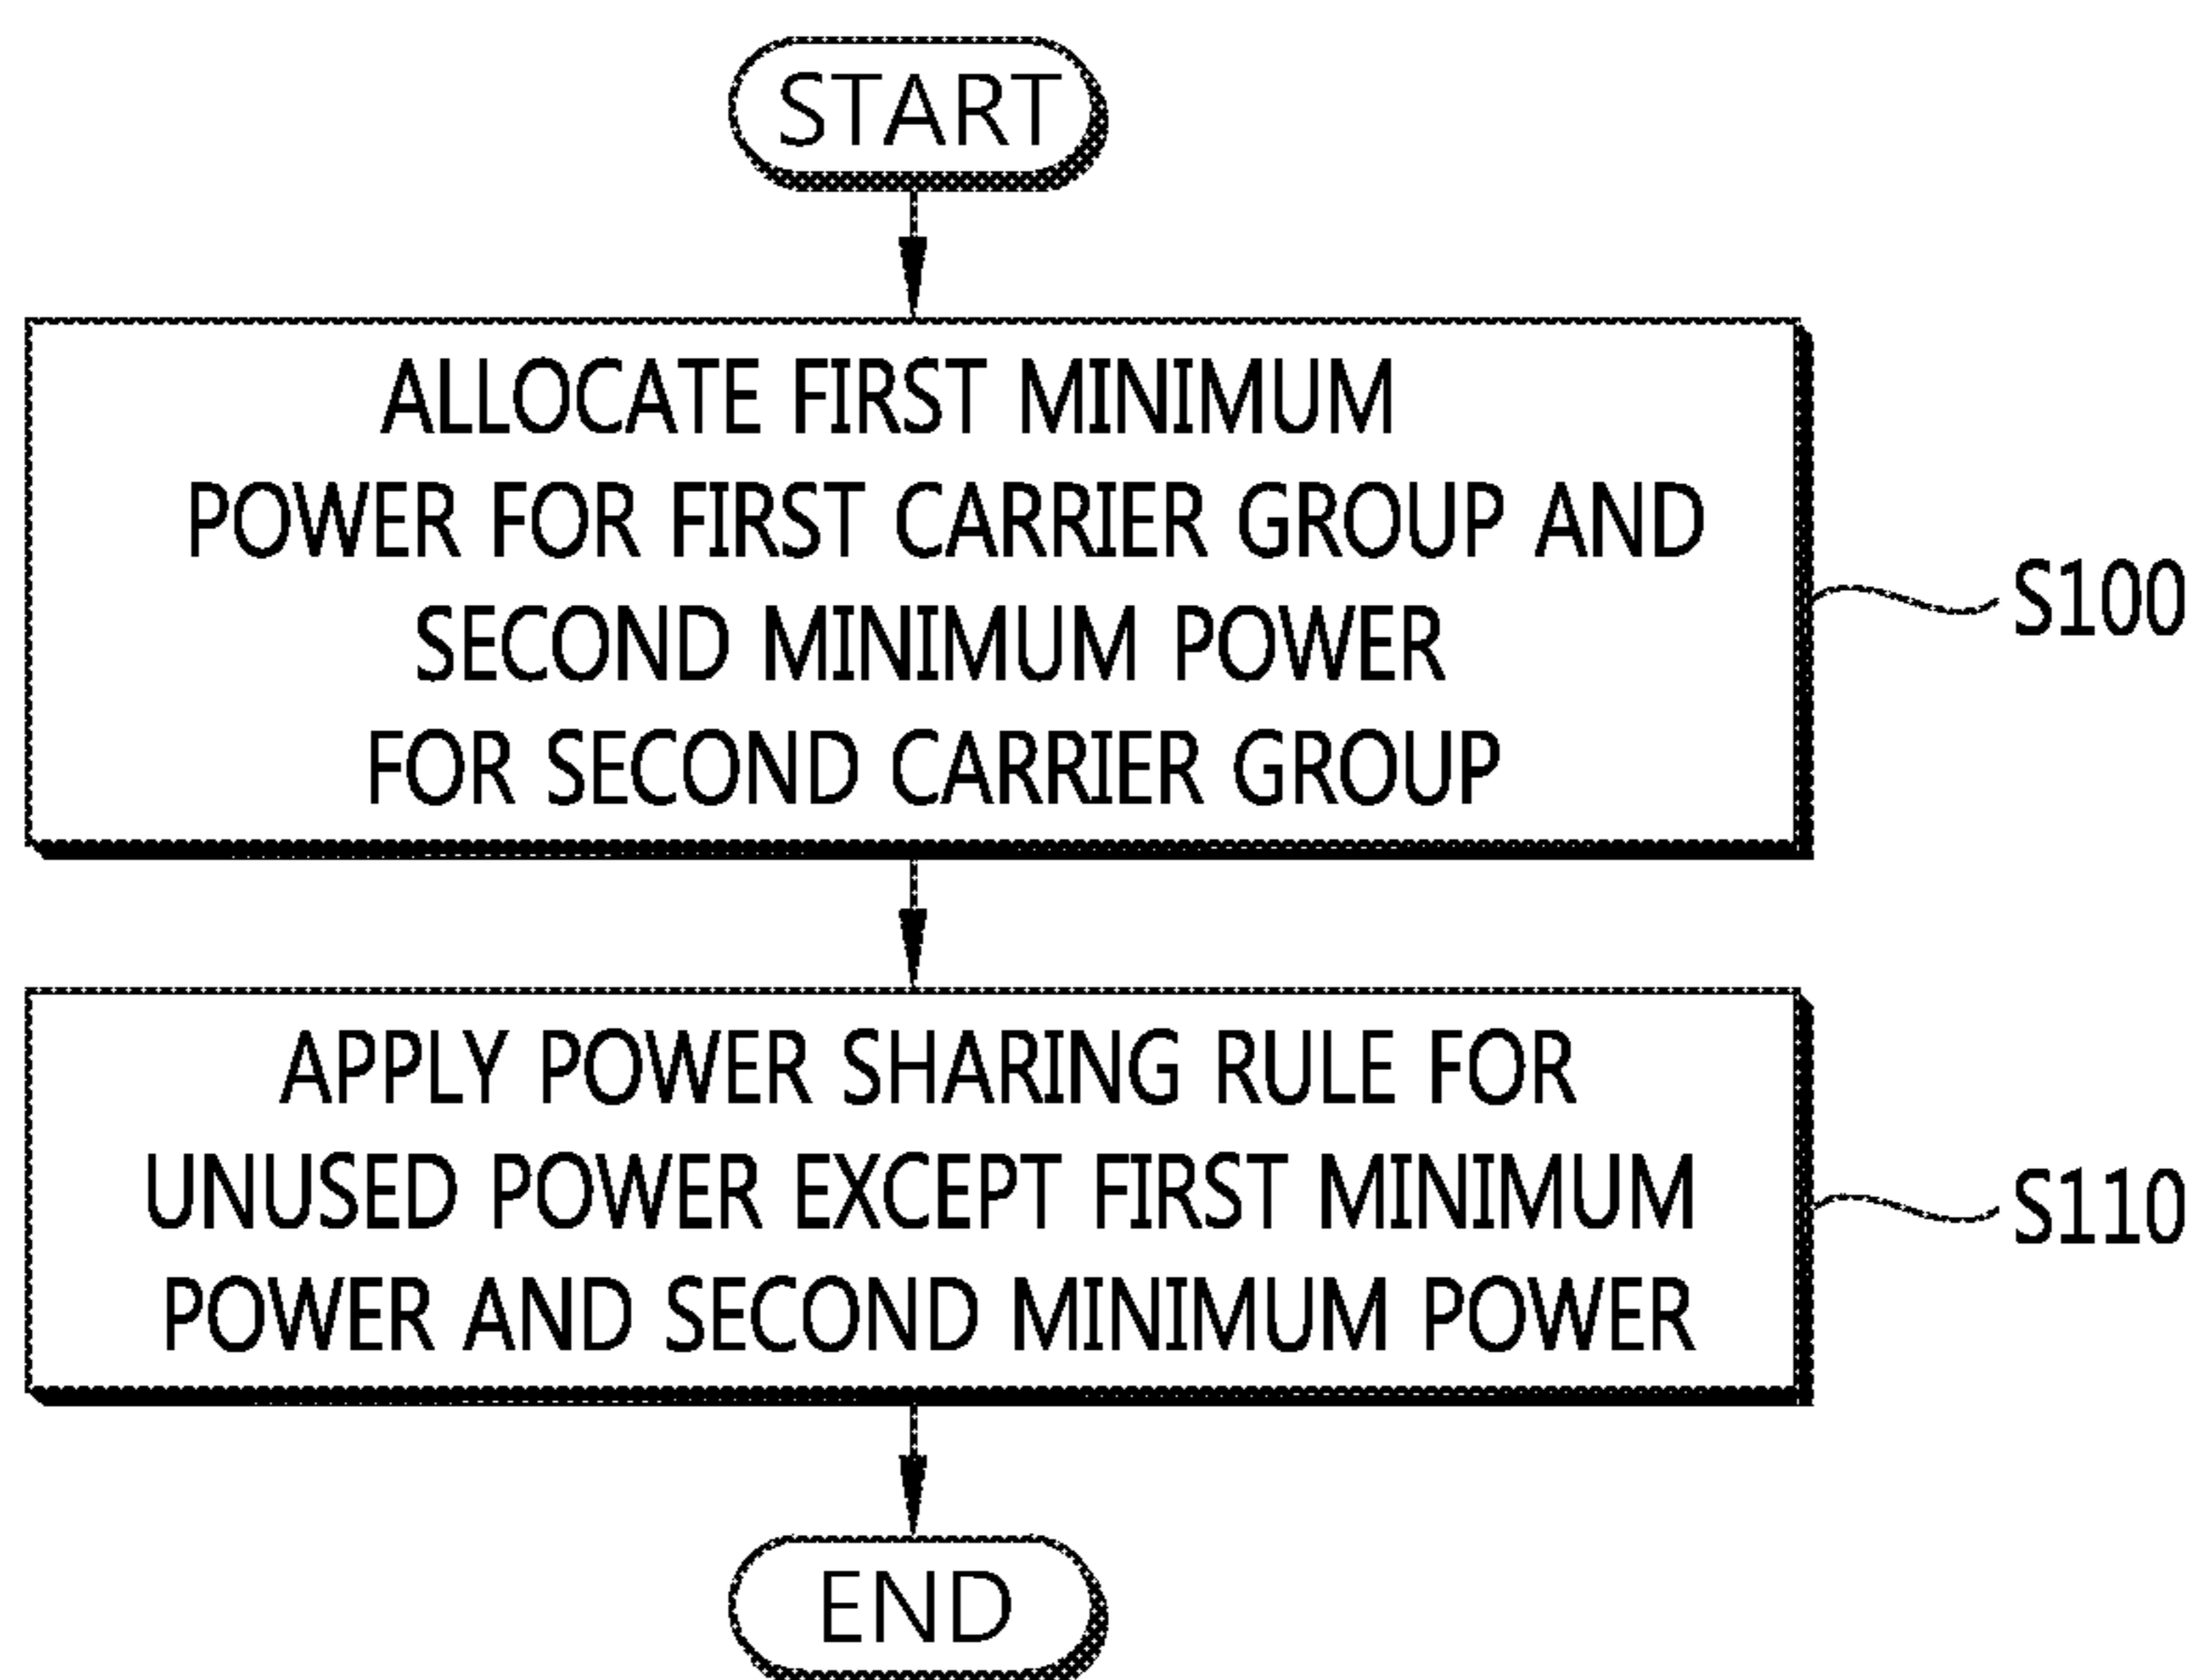 START
ALLOCATE FIRST MINIMUM
POWER FOR FIRST CARRIER GROUP AND
SECOND MINIMUM POWER
FOR SECOND CARRIER GROUP
S100
APPLY POWER SHARING RULE FOR
UNUSED POWER EXCEPT FIRST MINIMUM
POWER AND SECOND MINIMUM POWER
S110
END